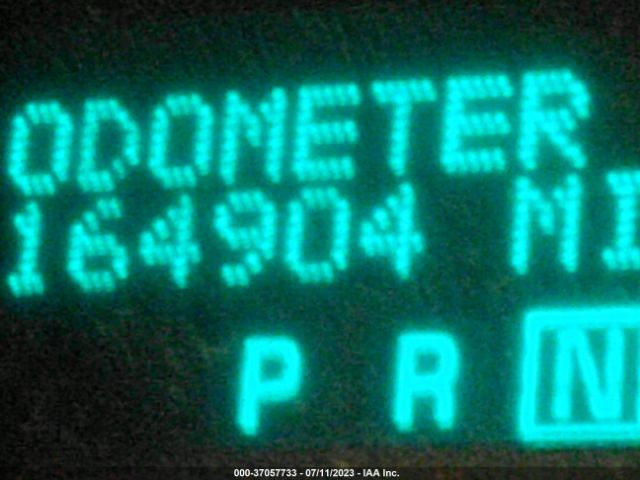 ODOMETER
164904 MI
P R N
000-37057733 - 07/11/2023 - IAA Inc.